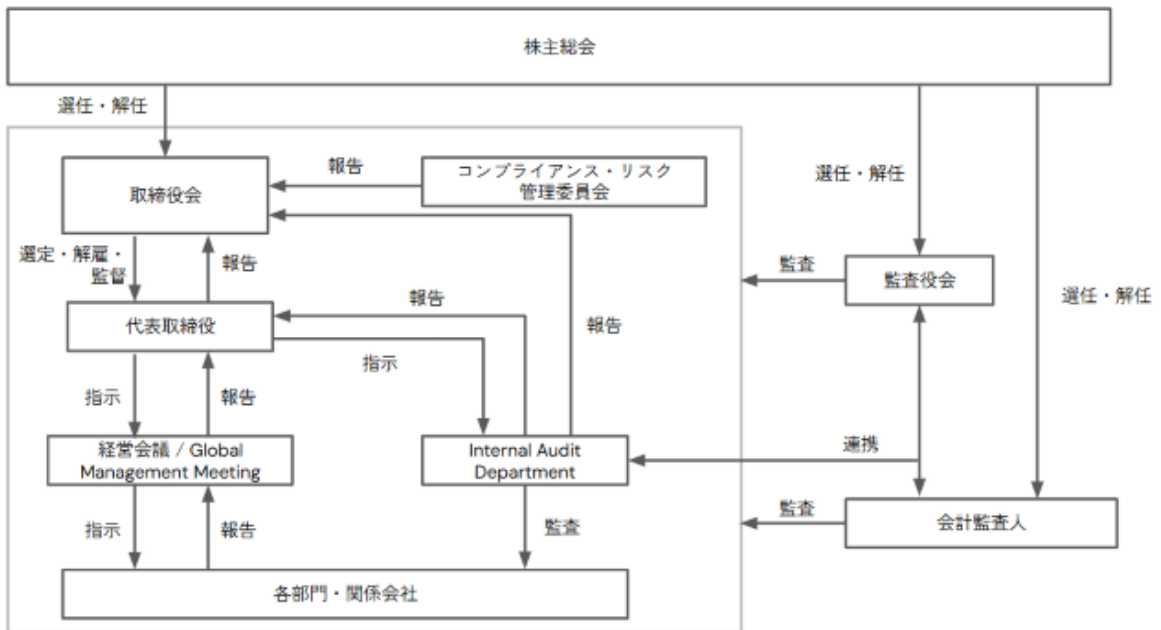 株主総会
選任・解任
報告
コンプライアンス・リスク
管理委員会
取締役会
選任・解任
選定・解雇・
監督
報告
監査
監査役会
報告
選任・解任
代表取締役
報告
指示
指示
報告
経営会議 / Global
Management Meeting
Internal Audit
Department
連携
指示
報告
監査
監査
会計監査人
各部門・関係会社